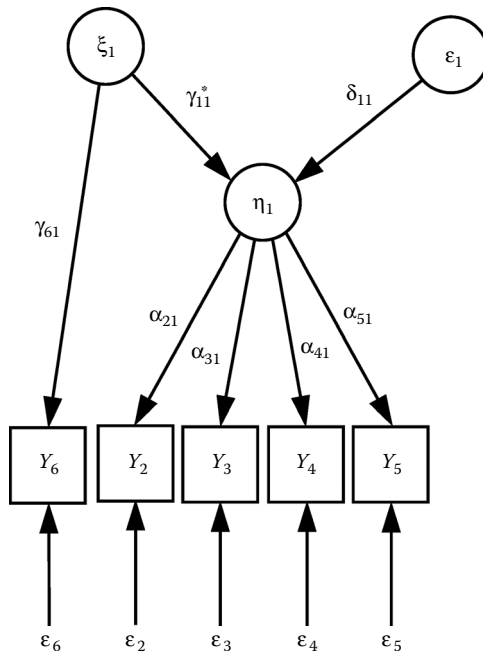 ξ₁
ε₁
γ₁₁*
δ₁₁
η₁
γ₆₁
α₂₁
α₃₁
α₄₁
α₅₁
Y₆ Y₂ Y₃ Y₄ Y₅
ε₆ ε₂ ε₃ ε₄ ε₅